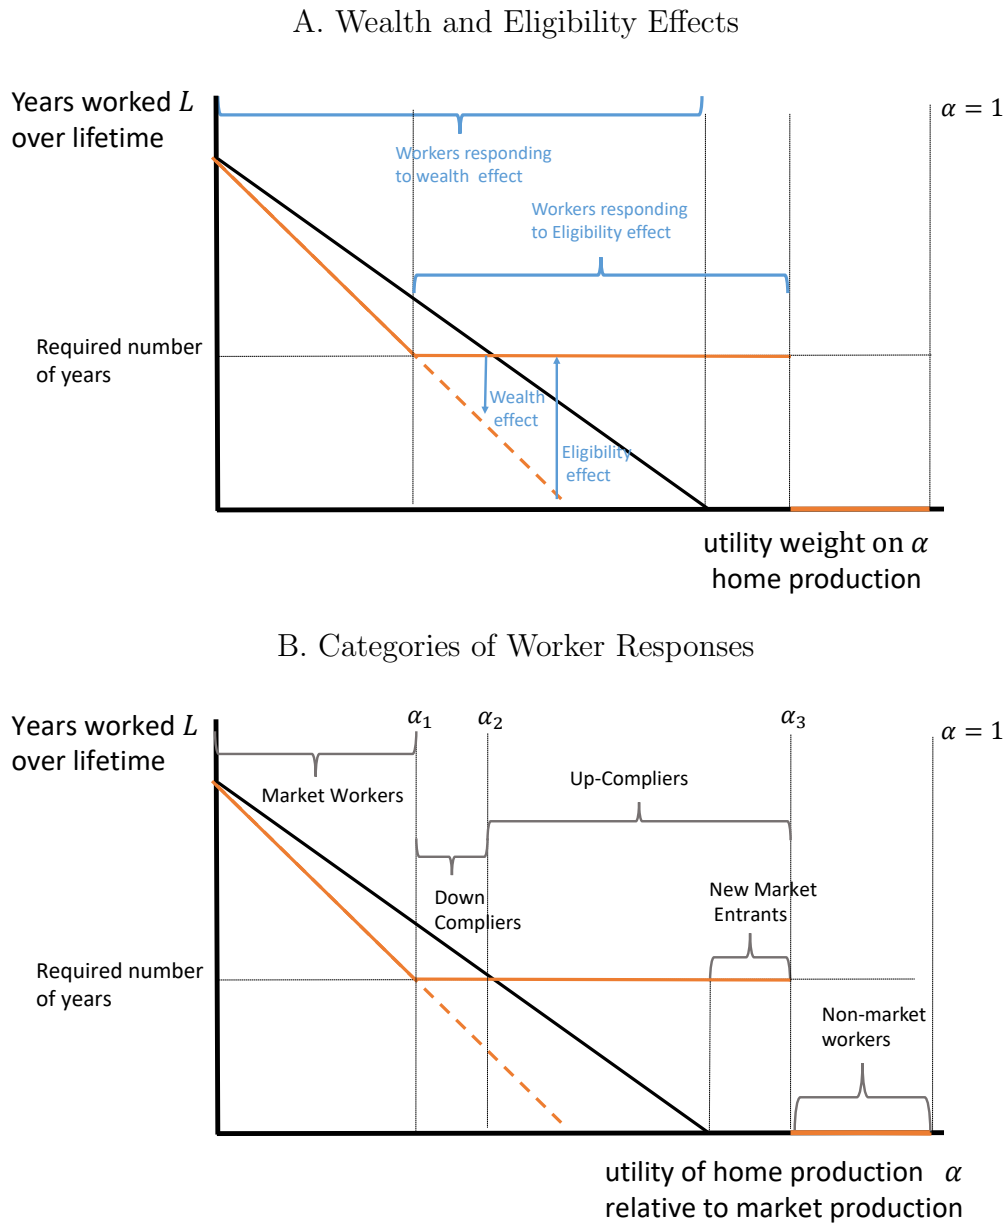 A. Wealth and Eligibility Effects
Years worked L
over lifetime
α = 1
Workers responding
to wealth effect
Workers responding
to Eligibility effect
Required number
of years
Wealth
effect
Eligibility
effect
utility weight on α
home production
B. Categories of Worker Responses
Years worked L
over lifetime
α₁
α₂
α₃
α = 1
Market Workers
Up-Compliers
Down
Compliers
New Market
Entrants
Required number
of years
Non-market
workers
utility of home production α
relative to market production